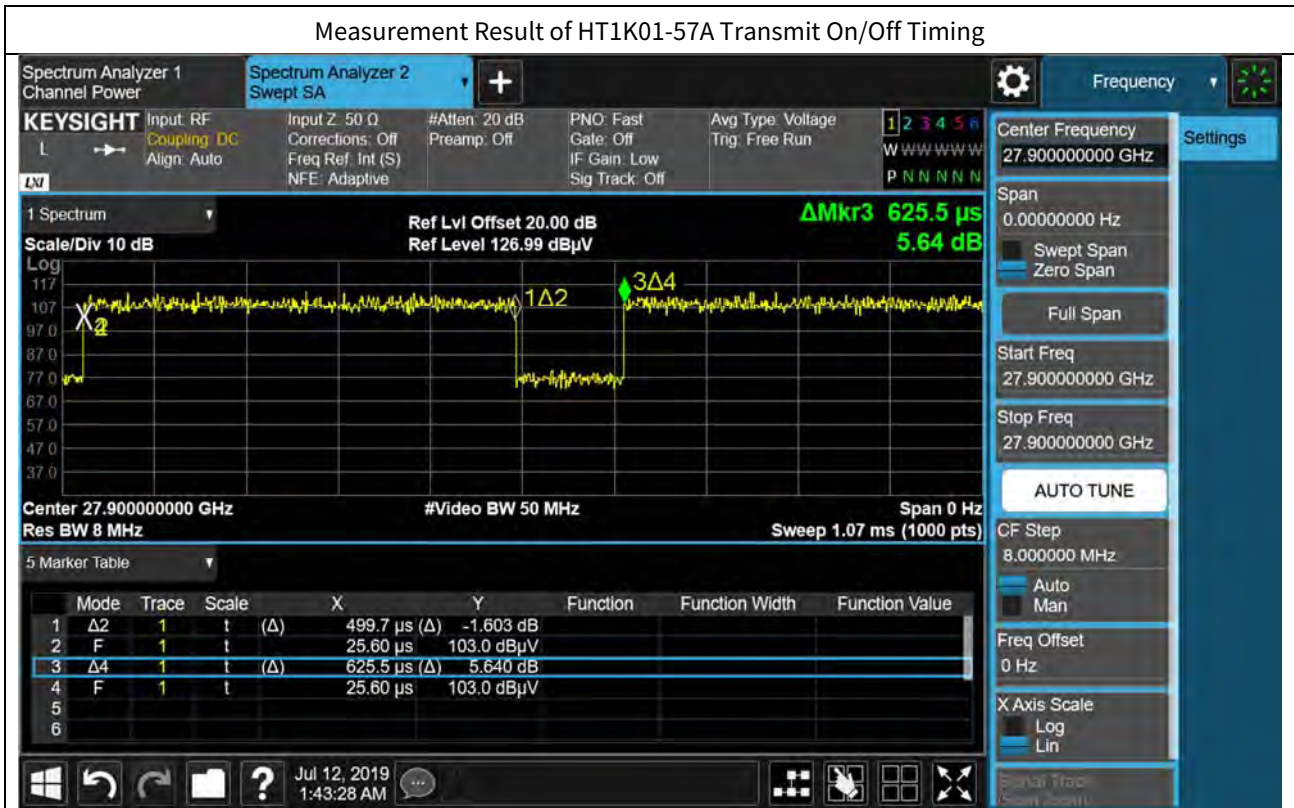 Measurement Result of HT1K01-57A Transmit On/Off Timing
Spectrum Analyzer 1
Channel Power
Spectrum Analyzer 2
Swept SA
Frequency
KEYSIGHT
L
LXI
Input: RF
Coupling: DC
Align: Auto
Input Z: 50 Ω
Corrections: Off
Freq Ref: Int (S)
NFE: Adaptive
#Atten: 20 dB
Preamp: Off
PNO: Fast
Gate: Off
IF Gain: Low
Sig Track: Off
Avg Type: Voltage
Trig: Free Run
1 2 3 4 5 6
W W W W W W
P N N N N N
1 Spectrum
Scale/Div 10 dB
Ref Lvl Offset 20.00 dB
Ref Level 126.99 dBµV
ΔMkr3 625.5 µs
5.64 dB
Log
117
107
97.0
87.0
77.0
67.0
57.0
47.0
37.0
1Δ2
3Δ4
Center 27.900000000 GHz
#Video BW 50 MHz
Span 0 Hz
Res BW 8 MHz
Sweep 1.07 ms (1000 pts)
5 Marker Table
Mode Trace Scale X Y Function Function Width Function Value
1 Δ2 1 t (Δ) 499.7 µs (Δ) -1.603 dB
2 F 1 t 25.60 µs 103.0 dBµV
3 Δ4 1 t (Δ) 625.5 µs (Δ) 5.640 dB
4 F 1 t 25.60 µs 103.0 dBµV
5
6
Jul 12, 2019
1:43:28 AM
Center Frequency
27.900000000 GHz
Settings
Span
0.00000000 Hz
Swept Span
Zero Span
Full Span
Start Freq
27.900000000 GHz
Stop Freq
27.900000000 GHz
AUTO TUNE
CF Step
8.000000 MHz
Auto
Man
Freq Offset
0 Hz
X Axis Scale
Log
Lin